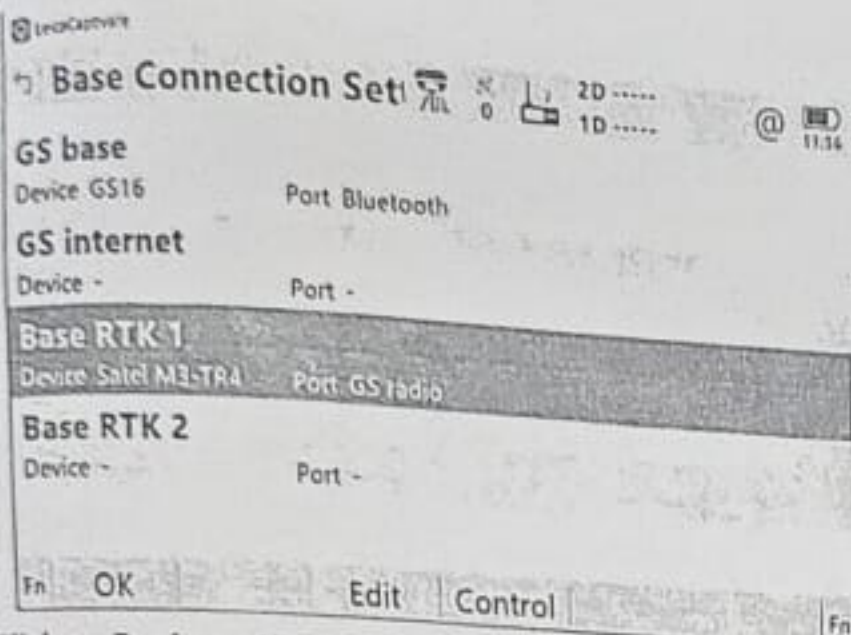 Base Connection Set
2D -----
0
1D -----
@
11:16
GS base
Device GS16 Port Bluetooth
GS internet
Device - Port -
Base RTK 1
Device Satel M3-TR4 Port GS radio
Base RTK 2
Device - Port -
Fn OK Edit Control Fn